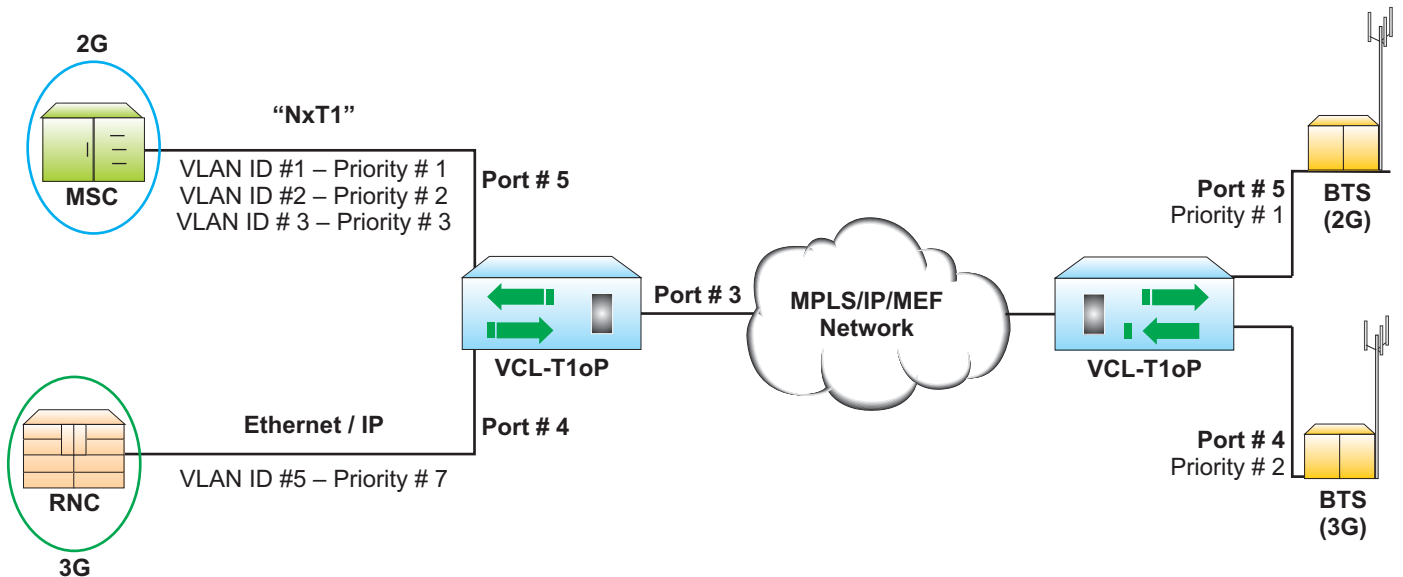 2G
“NxT1”
VLAN ID #1 – Priority # 1
VLAN ID #2 – Priority # 2
VLAN ID # 3 – Priority # 3
MSC
Port # 5
Port # 3
VCL-T1oP
MPLS/IP/MEF
Network
VCL-T1oP
Port # 5
Priority # 1
BTS
(2G)
Ethernet / IP
Port # 4
VLAN ID #5 – Priority # 7
RNC
3G
Port # 4
Priority # 2
BTS
(3G)